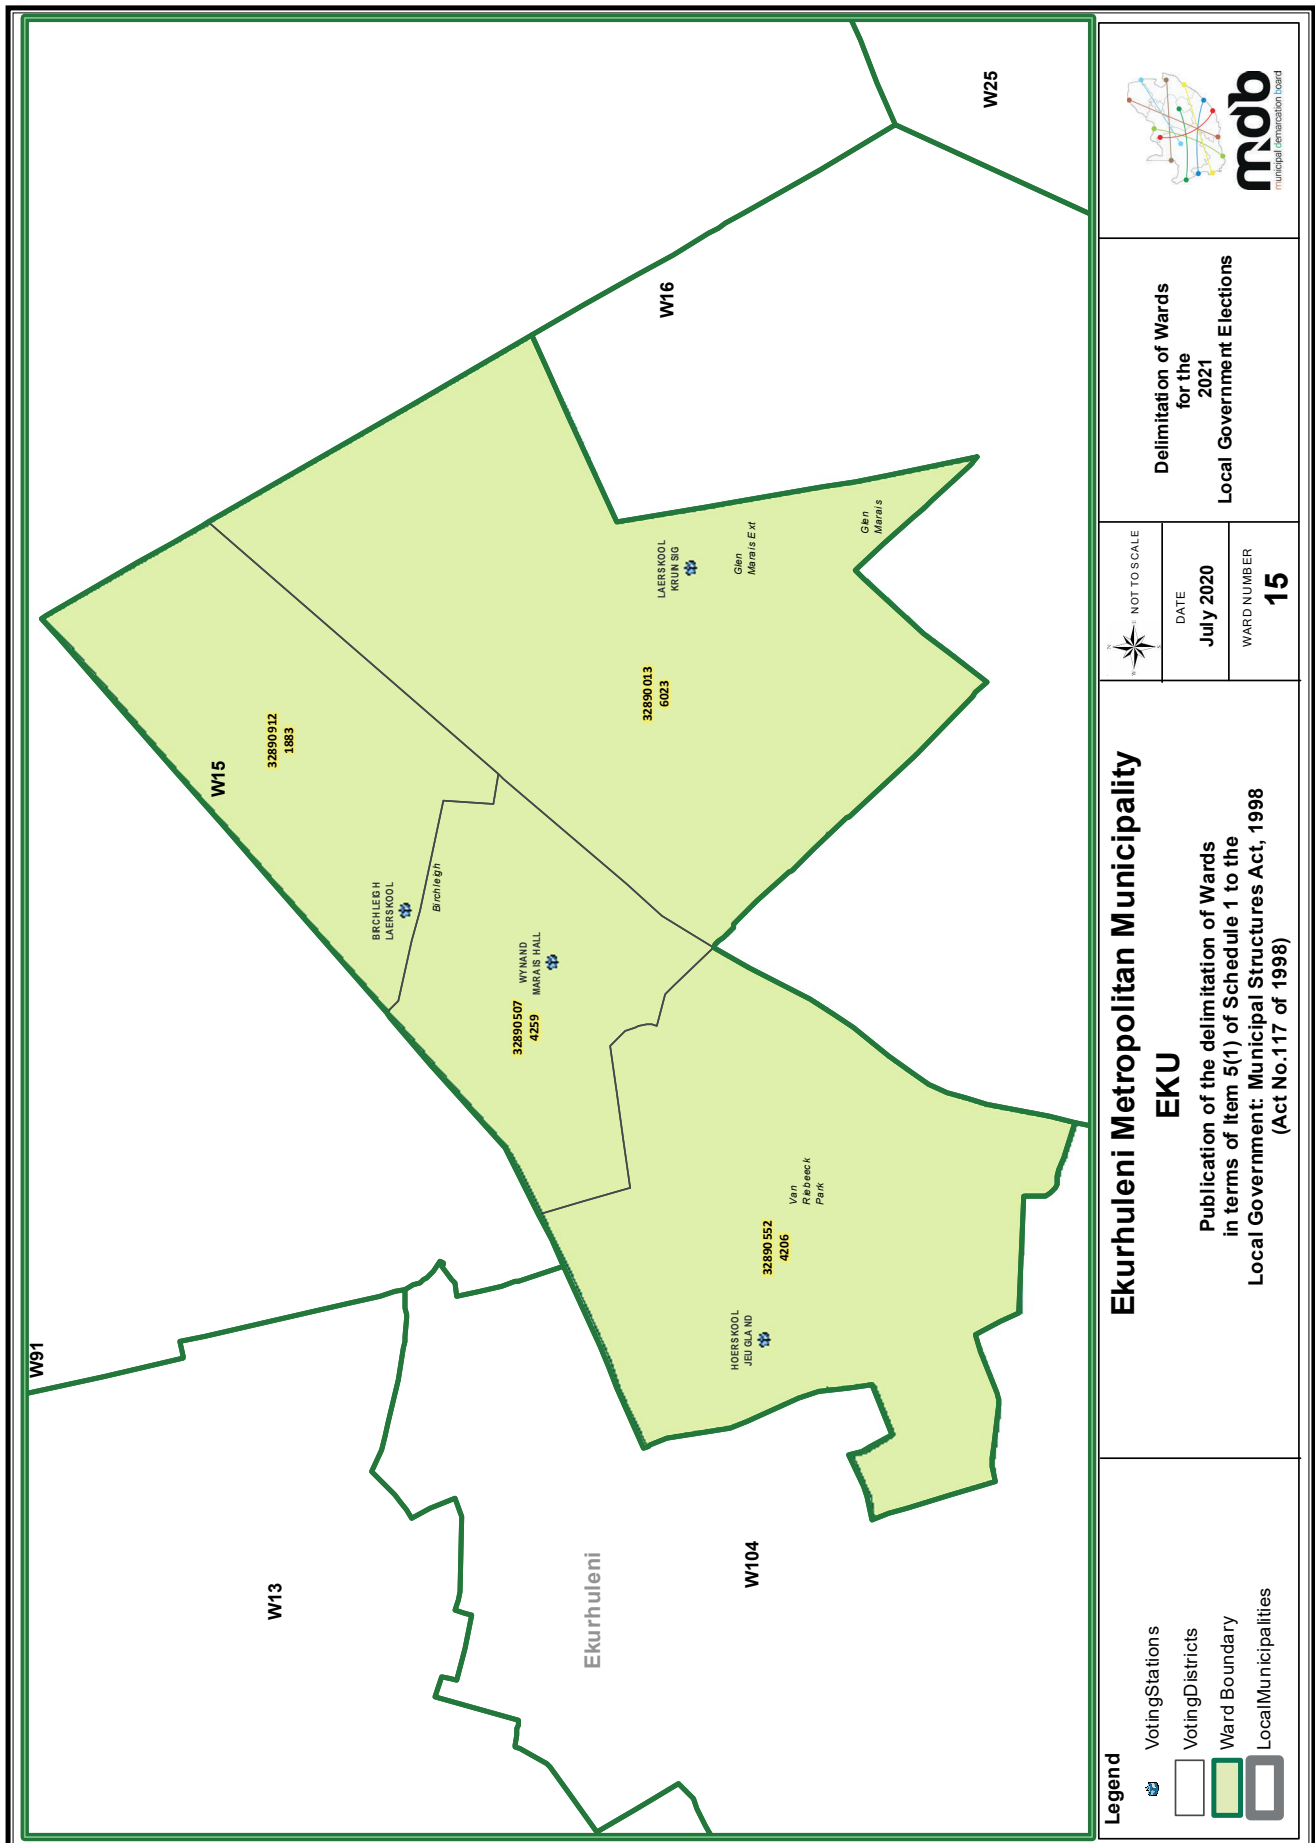 W91
W13
W15
W16
W25
W104
Ekurhuleni
32890912
1883
BIRCHLEIGH
LAERSKOOL
Birchleigh
WYNAND
MARAIS HALL
32890507
4259
LAERSKOOL
KRUIN SIG
Glen
Marais Ext
Glen
Marais
32890013
6023
Van
Riebeeck
Park
32890552
4206
HOERSKOOL
JEUGLAND
Legend
VotingStations
VotingDistricts
Ward Boundary
LocalMunicipalities
Ekurhuleni Metropolitan Municipality
EKU
Publication of the delimitation of Wards
in terms of Item 5(1) of Schedule 1 to the
Local Government: Municipal Structures Act, 1998
(Act No.117 of 1998)
N
W
E
S
NOT TO SCALE
DATE
July 2020
WARD NUMBER
15
Delimitation of Wards
for the
2021
Local Government Elections
mdb
municipal demarcation board